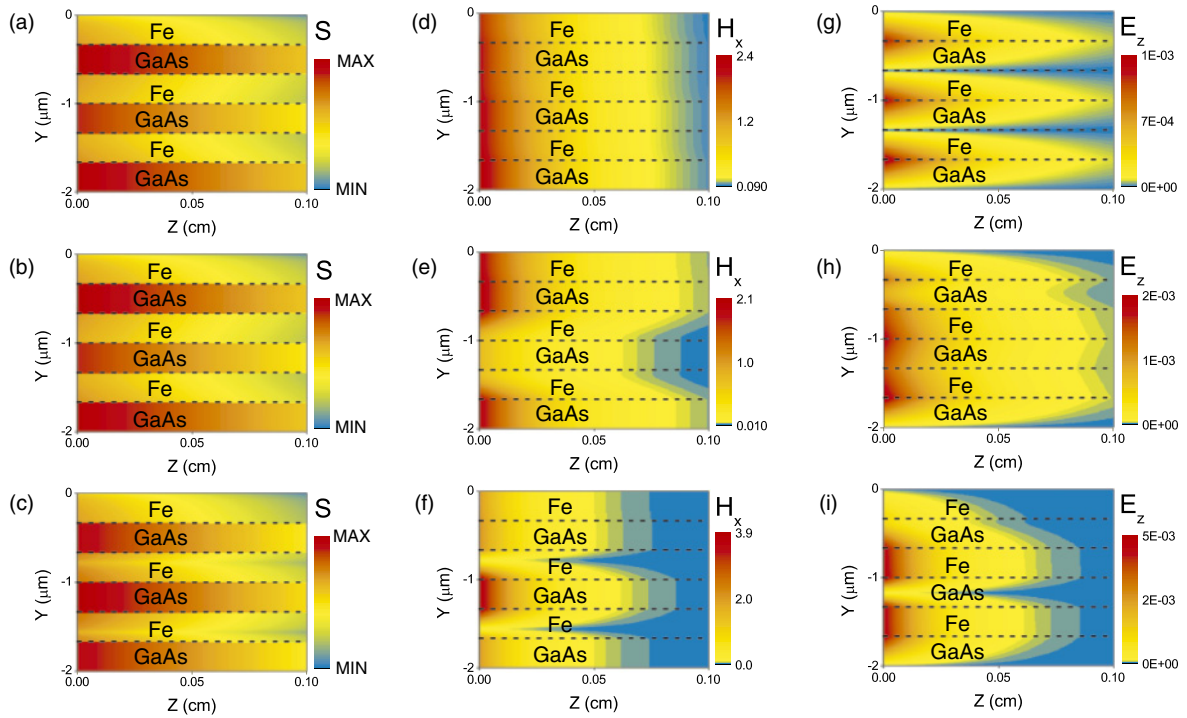 (a)
S
0
Fe
GaAs
Fe
-1
GaAs
Fe
GaAs
-2
Y (μm)
0.00
0.05
0.10
Z (cm)
MAX
MIN
(d)
H
x
0
Fe
GaAs
Fe
-1
GaAs
Fe
GaAs
-2
Y (μm)
0.00
0.05
0.10
Z (cm)
2.4
1.2
0.090
(g)
E
z
0
Fe
GaAs
Fe
-1
GaAs
Fe
GaAs
-2
Y (μm)
0.00
0.05
0.10
Z (cm)
1E-03
7E-04
0E+00
(b)
S
0
Fe
GaAs
Fe
-1
GaAs
Fe
GaAs
-2
Y (μm)
0.00
0.05
0.10
Z (cm)
MAX
MIN
(e)
H
x
0
Fe
GaAs
Fe
-1
GaAs
Fe
GaAs
-2
Y (μm)
0.00
0.05
0.10
Z (cm)
2.1
1.0
0.010
(h)
E
z
0
Fe
GaAs
Fe
-1
GaAs
Fe
GaAs
-2
Y (μm)
0.00
0.05
0.10
Z (cm)
2E-03
1E-03
0E+00
(c)
S
0
Fe
GaAs
Fe
-1
GaAs
Fe
GaAs
-2
Y (μm)
0.00
0.05
0.10
Z (cm)
MAX
MIN
(f)
H
x
0
Fe
GaAs
Fe
-1
GaAs
Fe
GaAs
-2
Y (μm)
0.00
0.05
0.10
Z (cm)
3.9
2.0
0.0
(i)
E
z
0
Fe
GaAs
Fe
-1
GaAs
Fe
GaAs
-2
Y (μm)
0.00
0.05
0.10
Z (cm)
5E-03
2E-03
0E+00